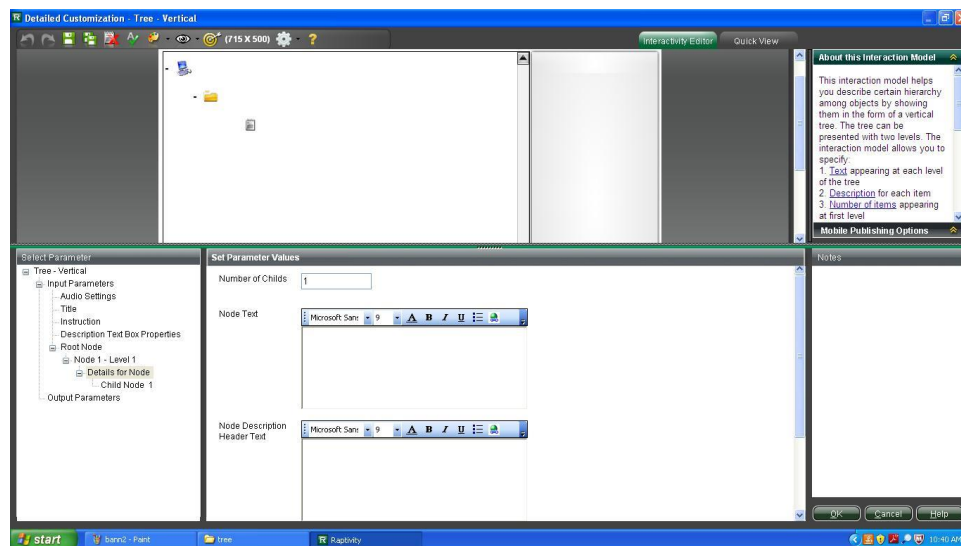 Detailed Customization - Tree - Vertical
(715 X 500)
Interactivity Editor
Quick View
About this Interaction Model
This interaction model helps
you describe certain hierarchy
among objects by showing
them in the form of a vertical
tree. The tree can be
presented with two levels. The
interaction model allows you to
specify:
1. Text appearing at each level
of the tree
2. Description for each item
3. Number of items appearing
at first level
Mobile Publishing Options
Select Parameter
Tree - Vertical
Input Parameters
Audio Settings
Title
Instruction
Description Text Box Properties
Root Node
Node 1 - Level 1
Details for Node
Child Node 1
Output Parameters
Set Parameter Values
Number of Childs
1
Node Text
Microsoft Sans 9 A B I U
Node Description
Header Text
Microsoft Sans 9 A B I U
Notes
OK Cancel Help
start
bann2 - Paint
tree
Raptivity
10:40 AM